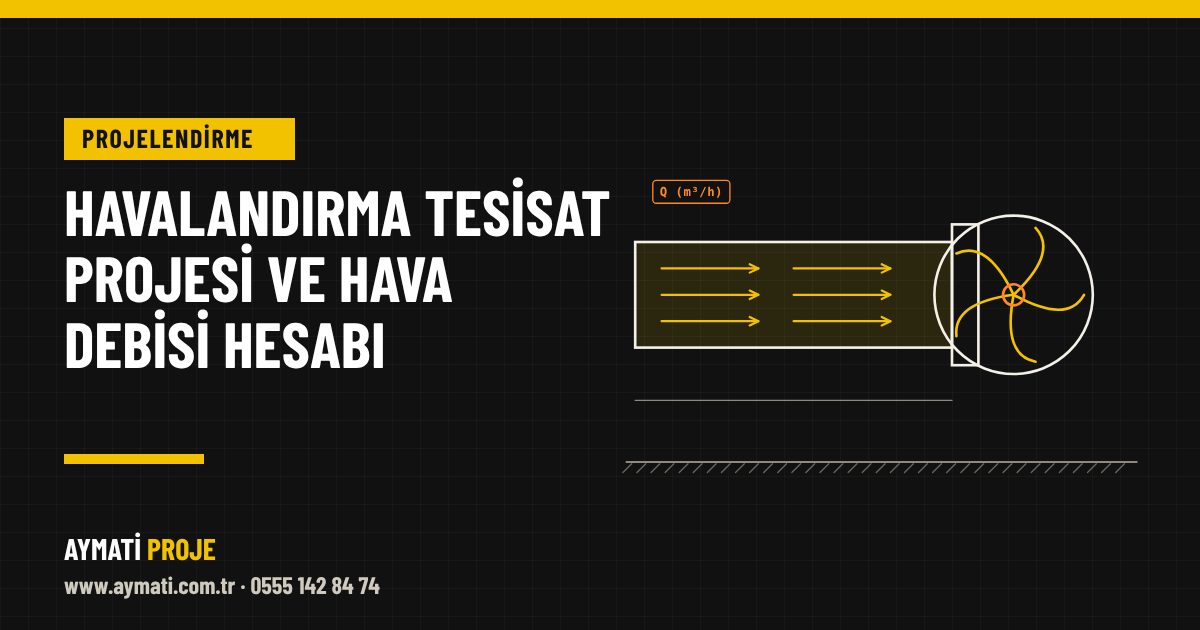 PROJELENDİRME
HAVALANDIRMA TESİSAT
PROJESİ VE HAVA
DEBİSİ HESABI
Q (m³/h)
AYMATİ PROJE
www.aymati.com.tr · 0555 142 84 74